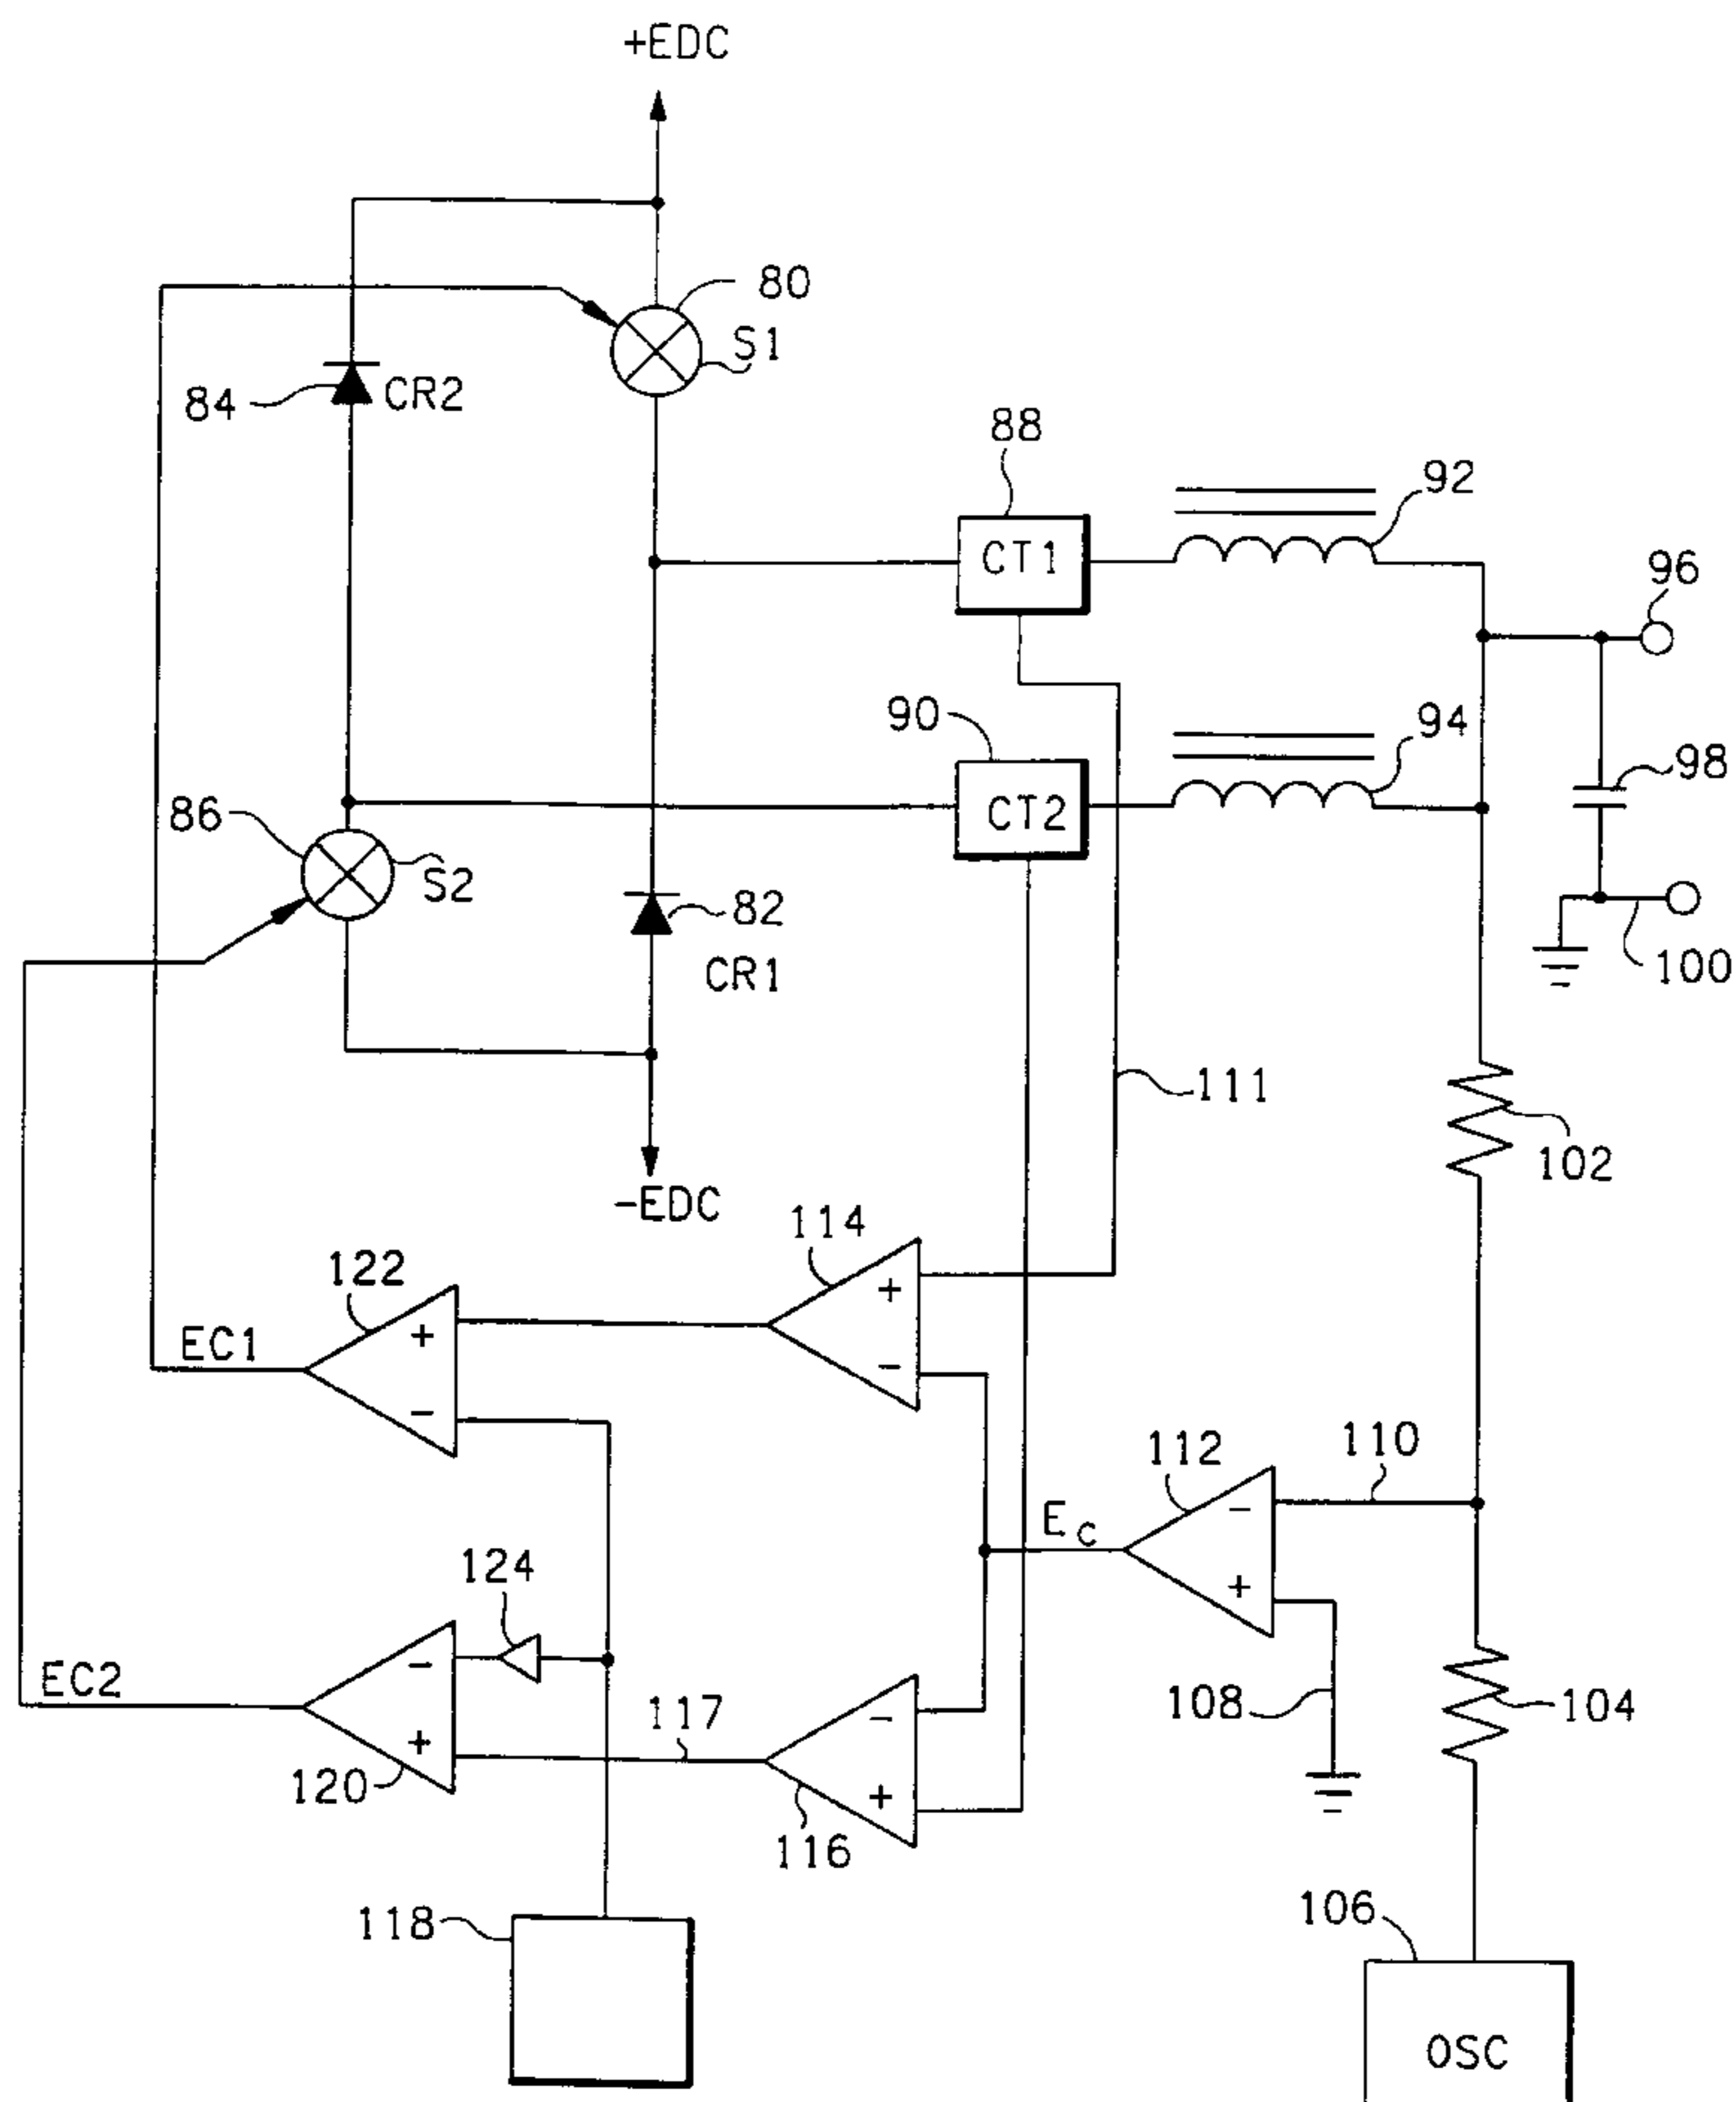 +EDC
80
S1
84
CR2
88
92
CT1
96
90
94
98
86
CT2
S2
82
CR1
100
111
102
-EDC
114
122
+
+
EC1
-
-
110
112
-
EC
124
+
-
EC2
117
108
104
-
+
120
+
116
118
106
OSC